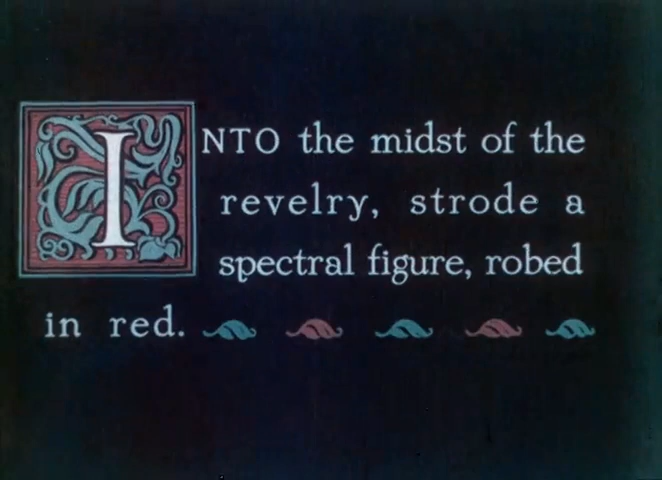 INTO the midst of the
revelry, strode a
spectral figure, robed
in red.